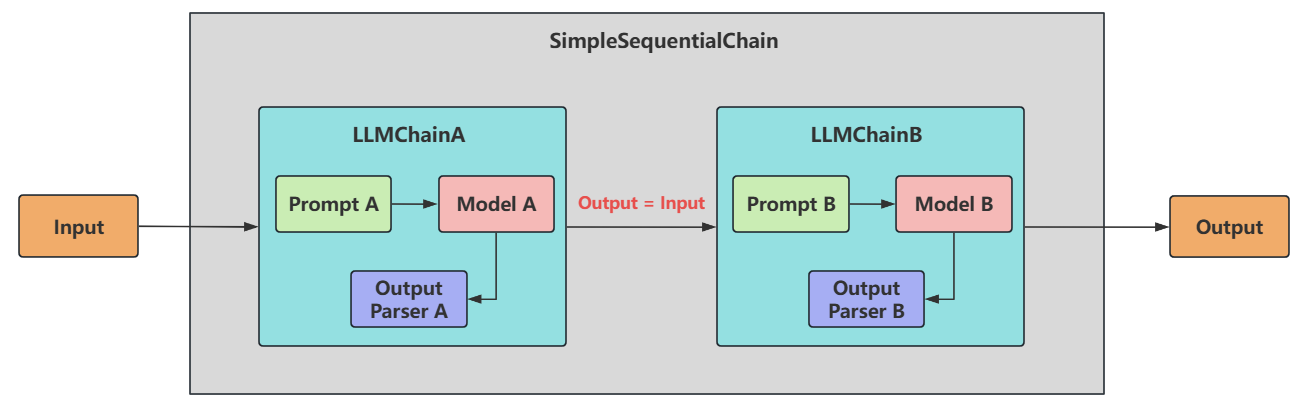 SimpleSequentialChain
Input
LLMChainA
Prompt A
Model A
Output
Parser A
Output = Input
LLMChainB
Prompt B
Model B
Output
Parser B
Output